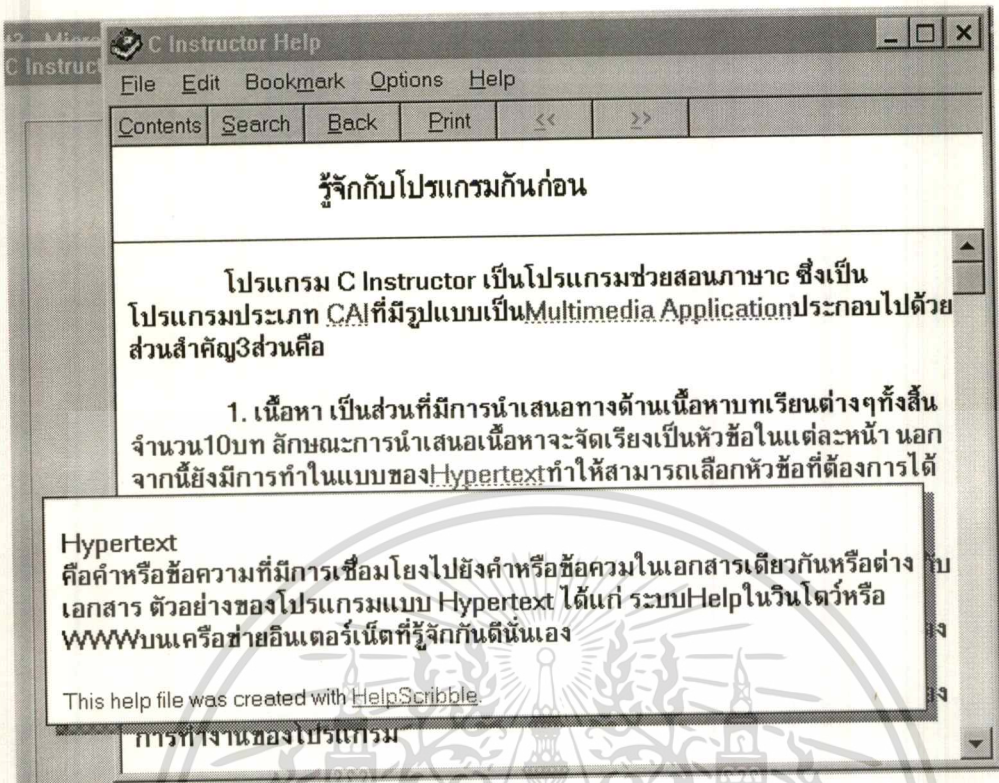 C Instructor Help
C Instruct
File Edit Bookmark Options Help
Contents Search Back Print << >>
รู้จักกับโปรแกรมกันก่อน
โปรแกรม C Instructor เป็นโปรแกรมช่วยสอนภาษาc ซึ่งเป็น
โปรแกรมประเภท CAIที่มีรูปแบบเป็นMultimedia Applicationประกอบไปด้วย
ส่วนสำคัญ3ส่วนคือ
1. เนื้อหา เป็นส่วนที่มีการนำเสนอทางด้านเนื้อหาบทเรียนต่างๆทั้งสิ้น
จำนวน10บท ลักษณะการนำเสนอเนื้อหาจะจัดเรียงเป็นหัวข้อในแต่ละหน้า นอก
จากนี้ยังมีการทำในแบบของHypertextทำให้สามารถเลือกหัวข้อที่ต้องการได้
Hypertext
คือคำหรือข้อความที่มีการเชื่อมโยงไปยังคำหรือข้อควมในเอกสารเดียวกันหรือต่าง
เอกสาร ตัวอย่างของโปรแกรมแบบ Hypertext ได้แก่ ระบบHelpในวินโดว์หรือ
WWWบนเครือข่ายอินเตอร์เน็ตที่รู้จักกันดีนั่นเอง
This help file was created with HelpScribble.
การทำงานของโปรแกรม